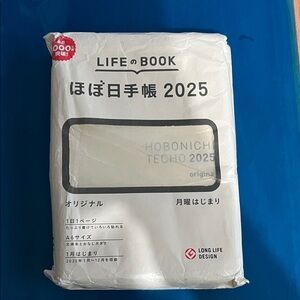 LIFEのBOOK
ほぼ日手帳 2025
HOBONICHI
TECHO 2025
original
オリジナル
月曜はじまり
1日1ページ
A6サイズ
1月はじまり
LONG LIFE
DESIGN